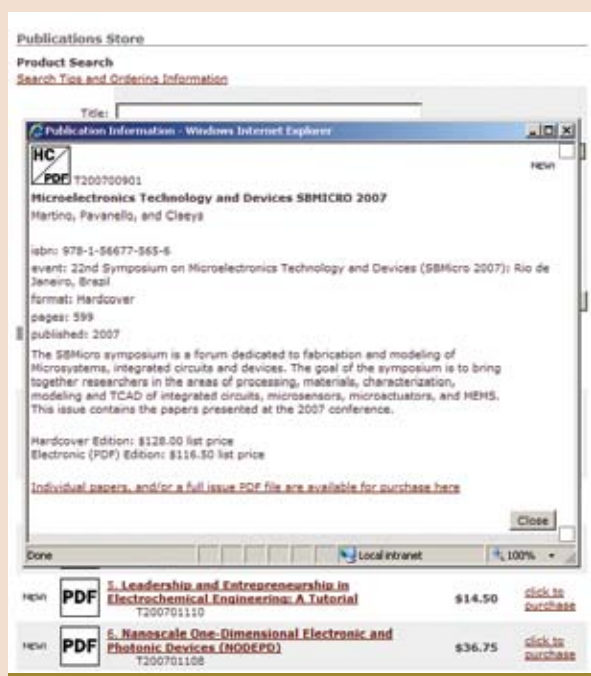 Publications Store
Product Search
Search Tips and Ordering Information
Title:
Publication Information - Windows Internet Explorer
HC
PDF T200700901
NEW!
Microelectronics Technology and Devices SBMICRO 2007
Martino, Pavanello, and Claeys
isbn: 978-1-56677-565-6
event: 22nd Symposium on Microelectronics Technology and Devices (SBMicro 2007): Rio de
Janeiro, Brazil
format: Hardcover
pages: 599
published: 2007
The SBMicro symposium is a forum dedicated to fabrication and modeling of
Microsystems, integrated circuits and devices. The goal of the symposium is to bring
together researchers in the areas of processing, materials, characterization,
modeling and TCAD of integrated circuits, microsensors, microactuators, and MEMS.
This issue contains the papers presented at the 2007 conference.
Hardcover Edition: $128.00 list price
Electronic (PDF) Edition: $116.50 list price
Individual papers, and/or a full issue PDF file are available for purchase here
Close
Done Local intranet 100%
NEW! PDF 5. Leadership and Entrepreneurship in
Electrochemical Engineering: A Tutorial
T200701110
$14.50 click to
purchase
NEW! PDF 6. Nanoscale One-Dimensional Electronic and
Photonic Devices (NODEPD)
T200701108
$36.75 click to
purchase